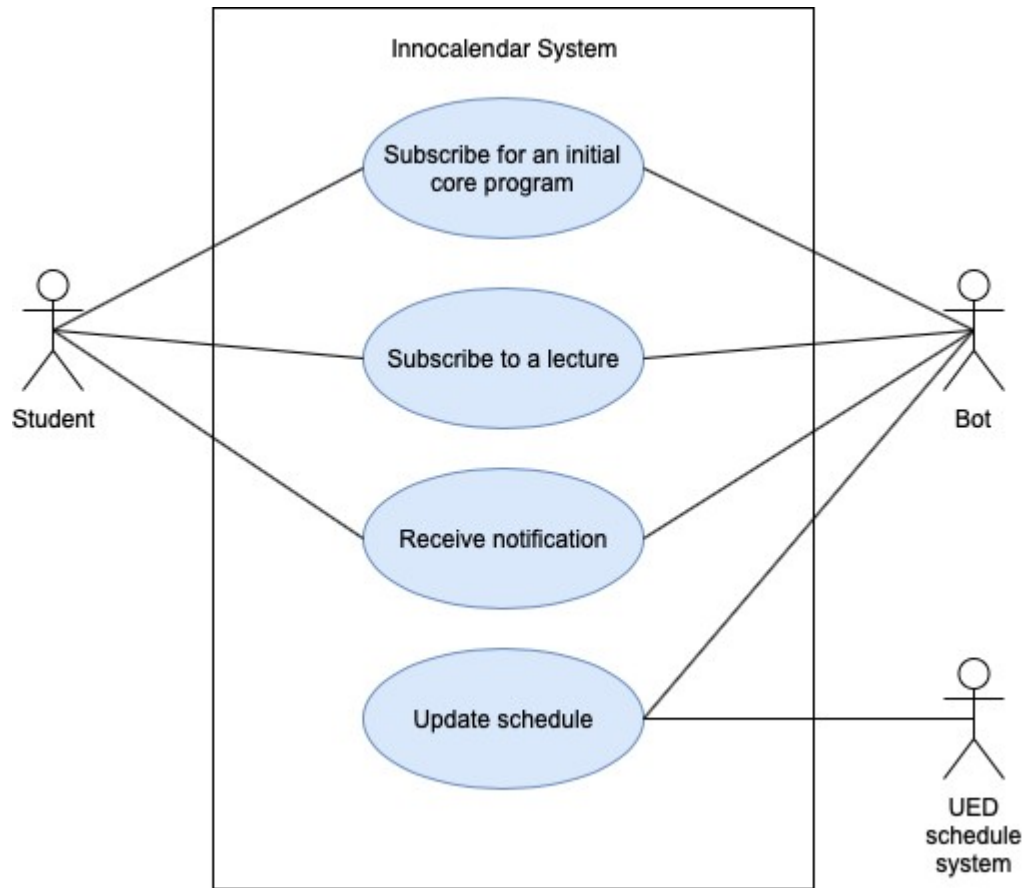 Innocalendar System
Subscribe for an initial
core program
Subscribe to a lecture
Student
Bot
Receive notification
Update schedule
UED
schedule
system